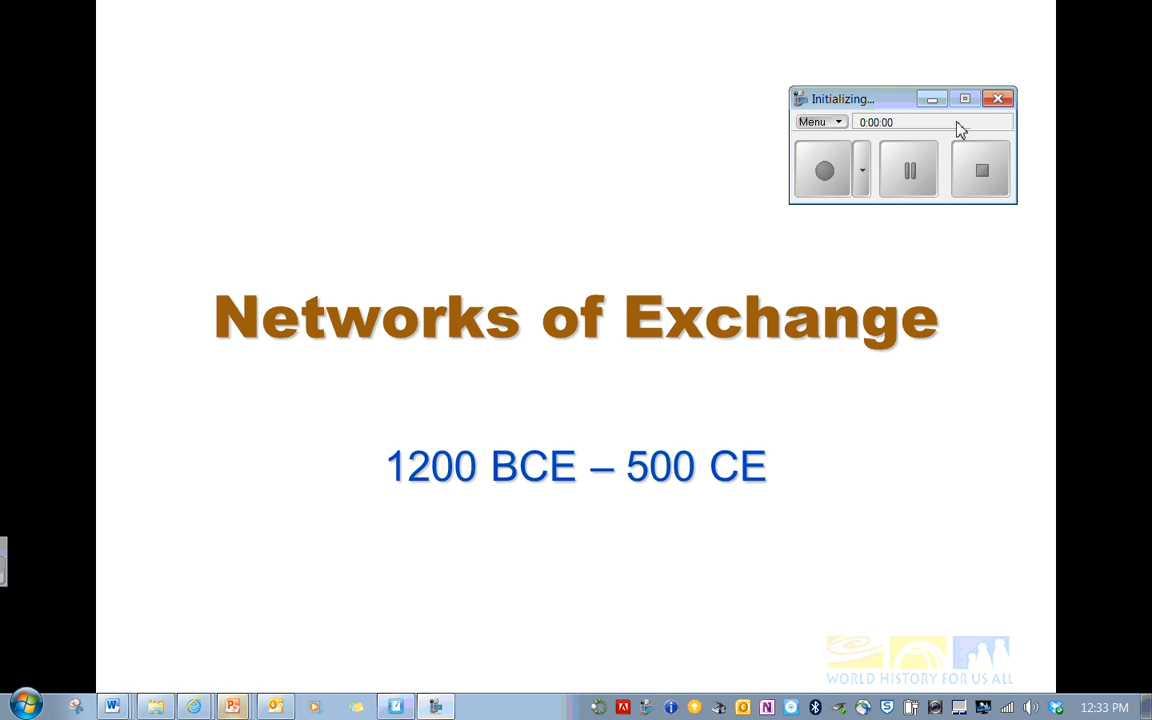 Initializing...
Menu
0:00:00
Networks of Exchange
1200 BCE – 500 CE
WORLD HISTORY FOR US ALL
12:33 PM